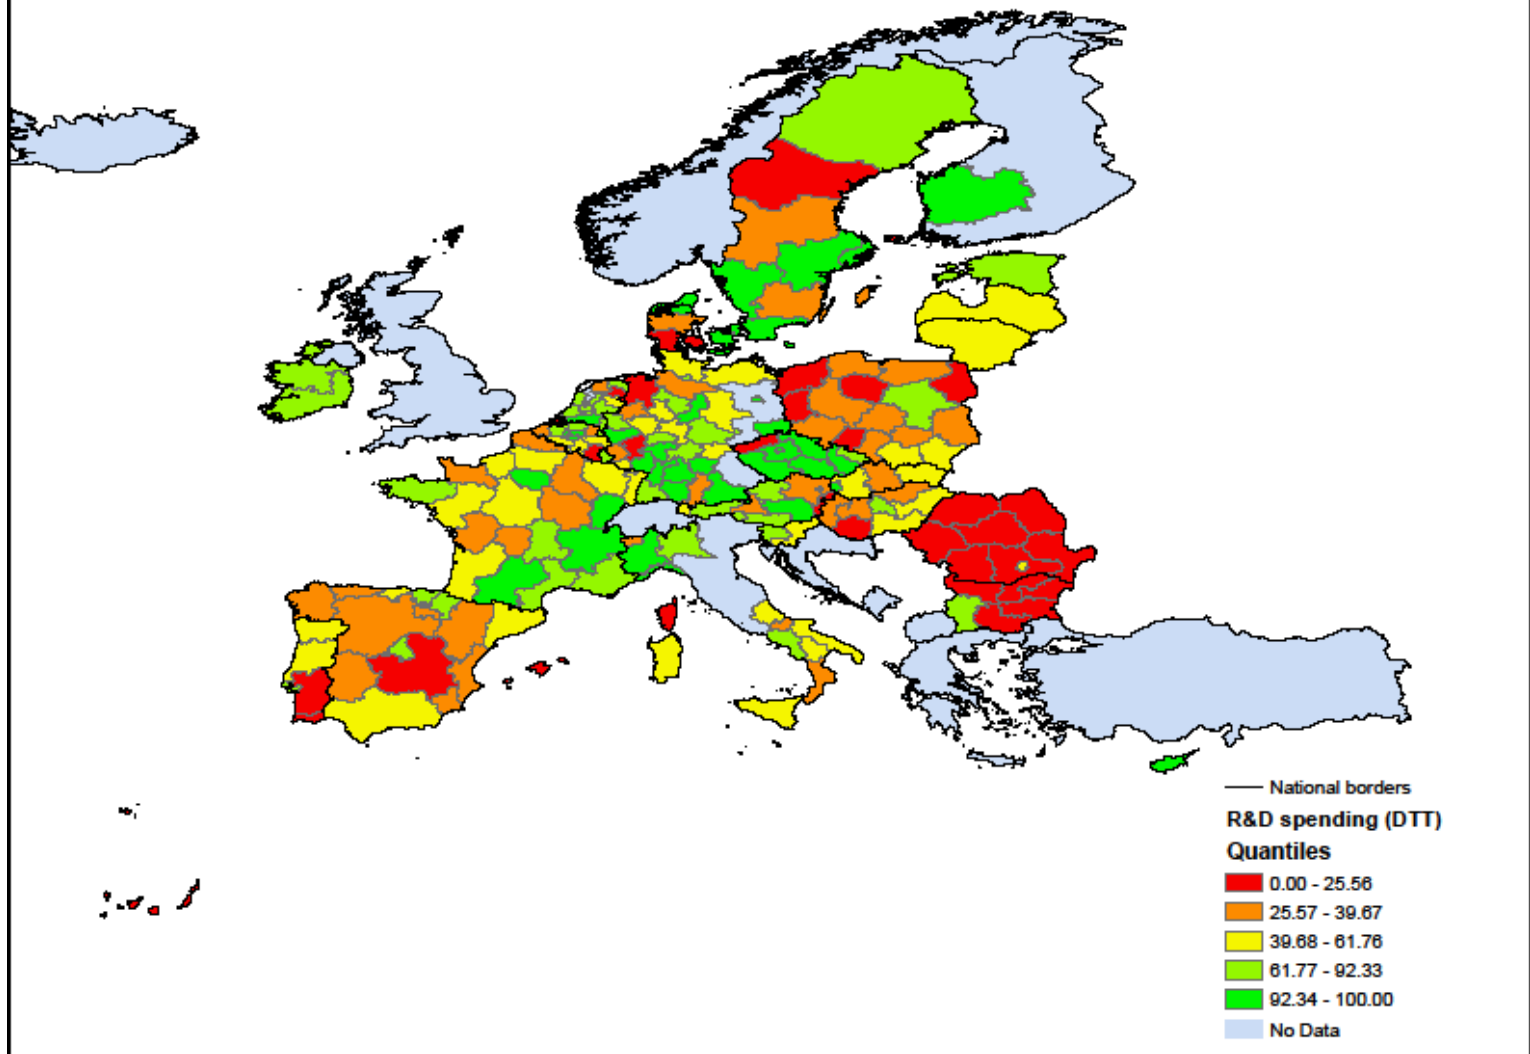 National borders
R&D spending (DTT)
Quantiles
0.00 - 25.56
25.57 - 39.67
39.68 - 61.76
61.77 - 92.33
92.34 - 100.00
No Data